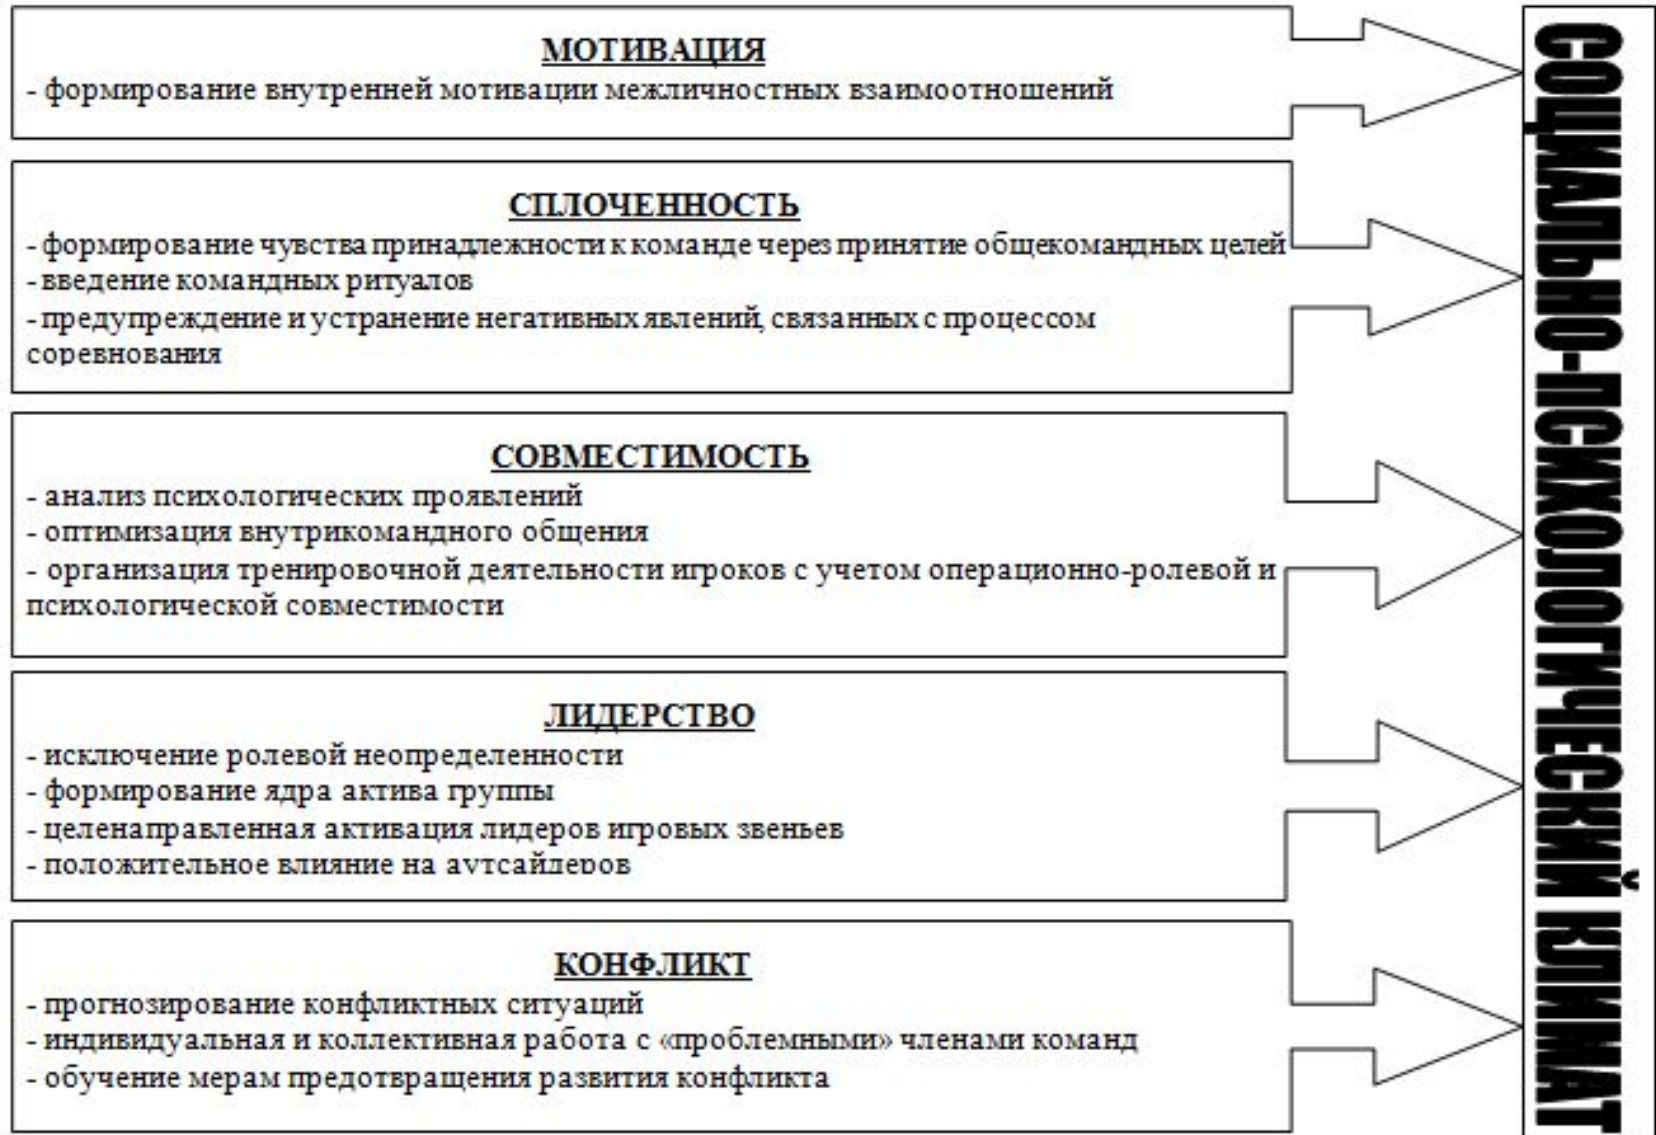 МОТИВАЦИЯ
- формирование внутренней мотивации межличностных взаимоотношений
СПЛОЧЕННОСТЬ
- формирование чувства принадлежности к команде через принятие общекомандных целей
- введение командных ритуалов
- предупреждение и устранение негативных явлений, связанных с процессом
соревнования
СОВМЕСТИМОСТЬ
- анализ психологических проявлений
- оптимизация внутрикомандного общения
- организация тренировочной деятельности игроков с учетом операционно-ролевой и
психологической совместимости
ЛИДЕРСТВО
- исключение ролевой неопределенности
- формирование ядра актива группы
- целенаправленная активация лидеров игровых звеньев
- положительное влияние на аутсайдеров
КОНФЛИКТ
- прогнозирование конфликтных ситуаций
- индивидуальная и коллективная работа с «проблемными» членами команд
- обучение мерам предотвращения развития конфликта
СОЦИАЛЬНО-ПСИХОЛОГИЧЕСКИЙ КЛИМАТ